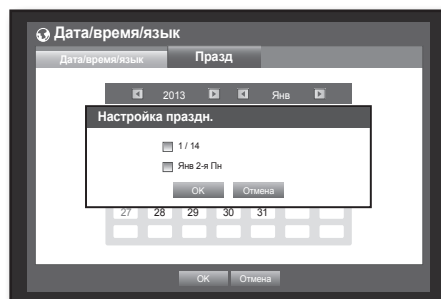 Дата/время/язык
Дата/время/язык Празд
2013 Янв
Настройка праздн.
1 / 14
Янв 2-я Пн
OK Отмена
27 28 29 30 31
OK Отмена